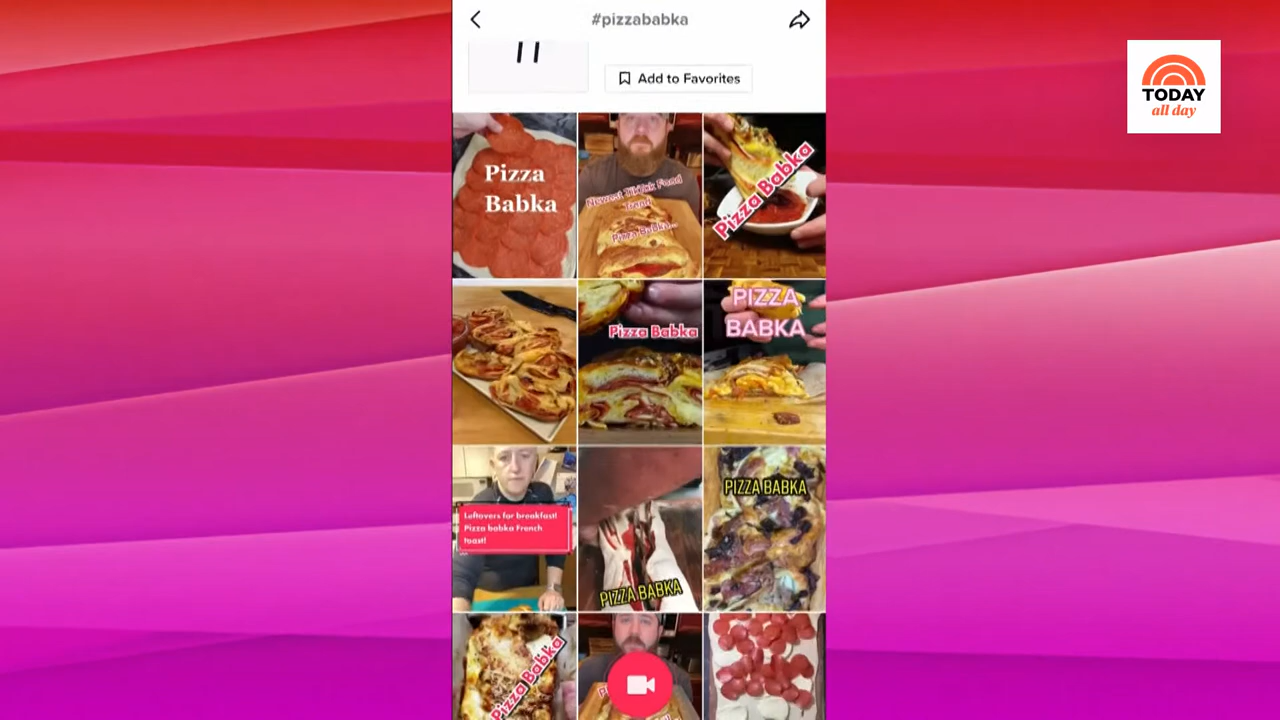 #pizzababka
Add to Favorites
TODAY
all day
Pizza
Babka
Newest TikTok Food
Trend
Pizza Babka...
Pizza Babka
Pizza Babka
PIZZA
BABKA
Leftovers for breakfast!
Pizza babka French
toast!
PIZZA BABKA
PIZZA BABKA
Pizza Babka